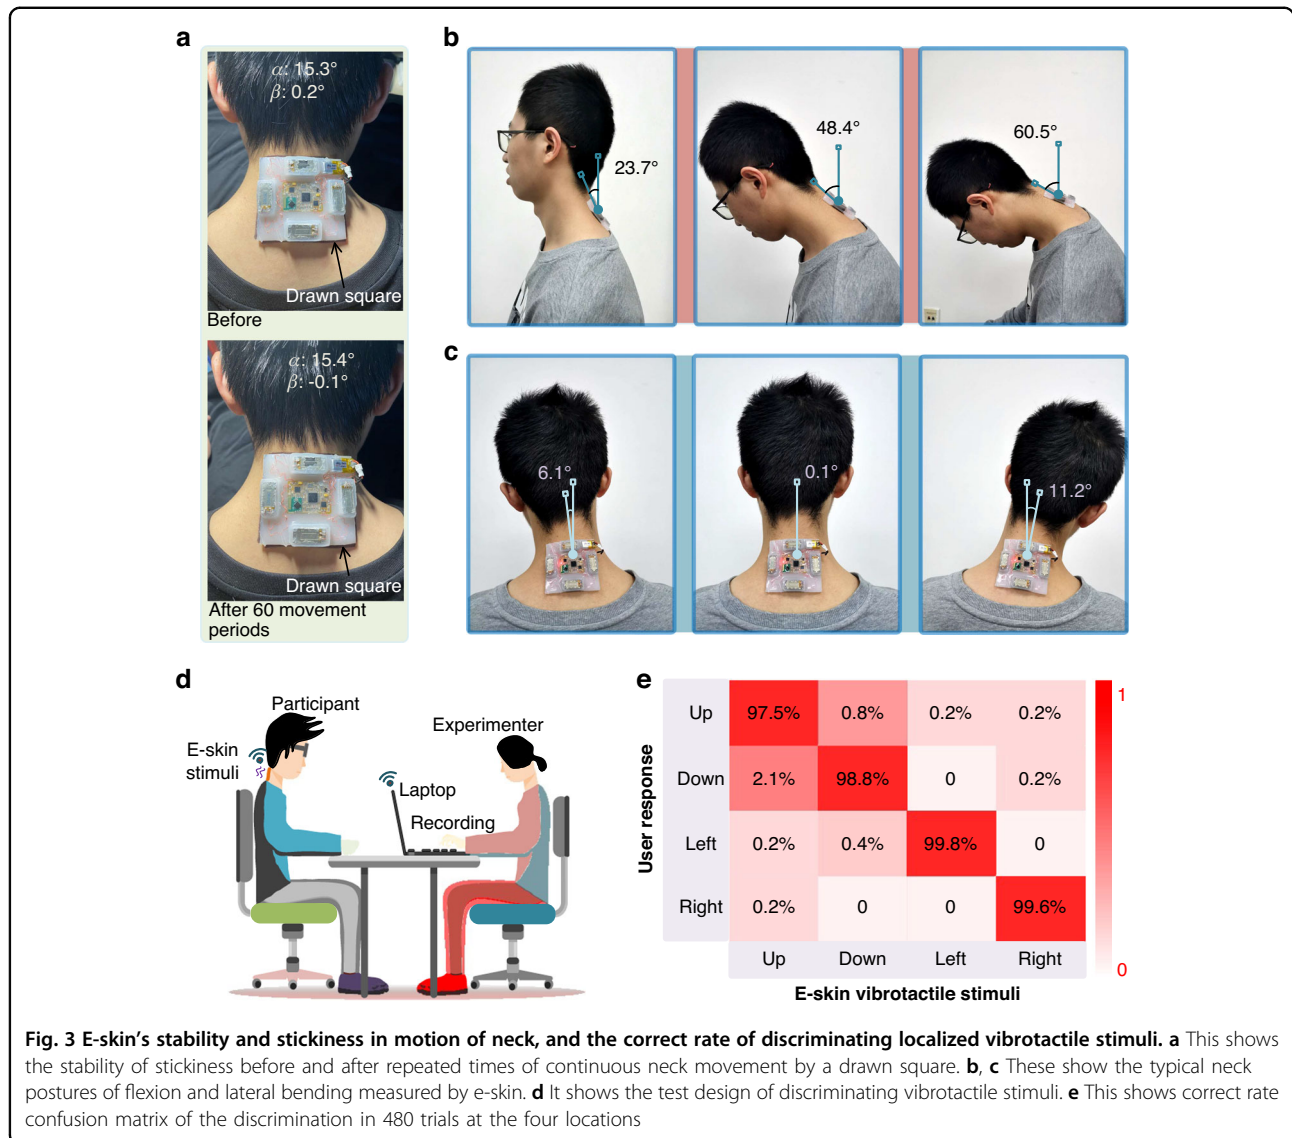 a
α: 15.3°
β: 0.2°
Drawn square
Before
α: 15.4°
β: -0.1°
Drawn square
After 60 movement
periods
b
23.7°
48.4°
60.5°
c
6.1°
0.1°
11.2°
d
Participant
E-skin
stimuli
Experimenter
Laptop
Recording
e
User response
Up 97.5% 0.8% 0.2% 0.2%
Down 2.1% 98.8% 0 0.2%
Left 0.2% 0.4% 99.8% 0
Right 0.2% 0 0 99.6%
Up Down Left Right
E-skin vibrotactile stimuli
1
0
Fig. 3 E-skin's stability and stickiness in motion of neck, and the correct rate of discriminating localized vibrotactile stimuli. a This shows
the stability of stickiness before and after repeated times of continuous neck movement by a drawn square. b, c These show the typical neck
postures of flexion and lateral bending measured by e-skin. d It shows the test design of discriminating vibrotactile stimuli. e This shows correct rate
confusion matrix of the discrimination in 480 trials at the four locations